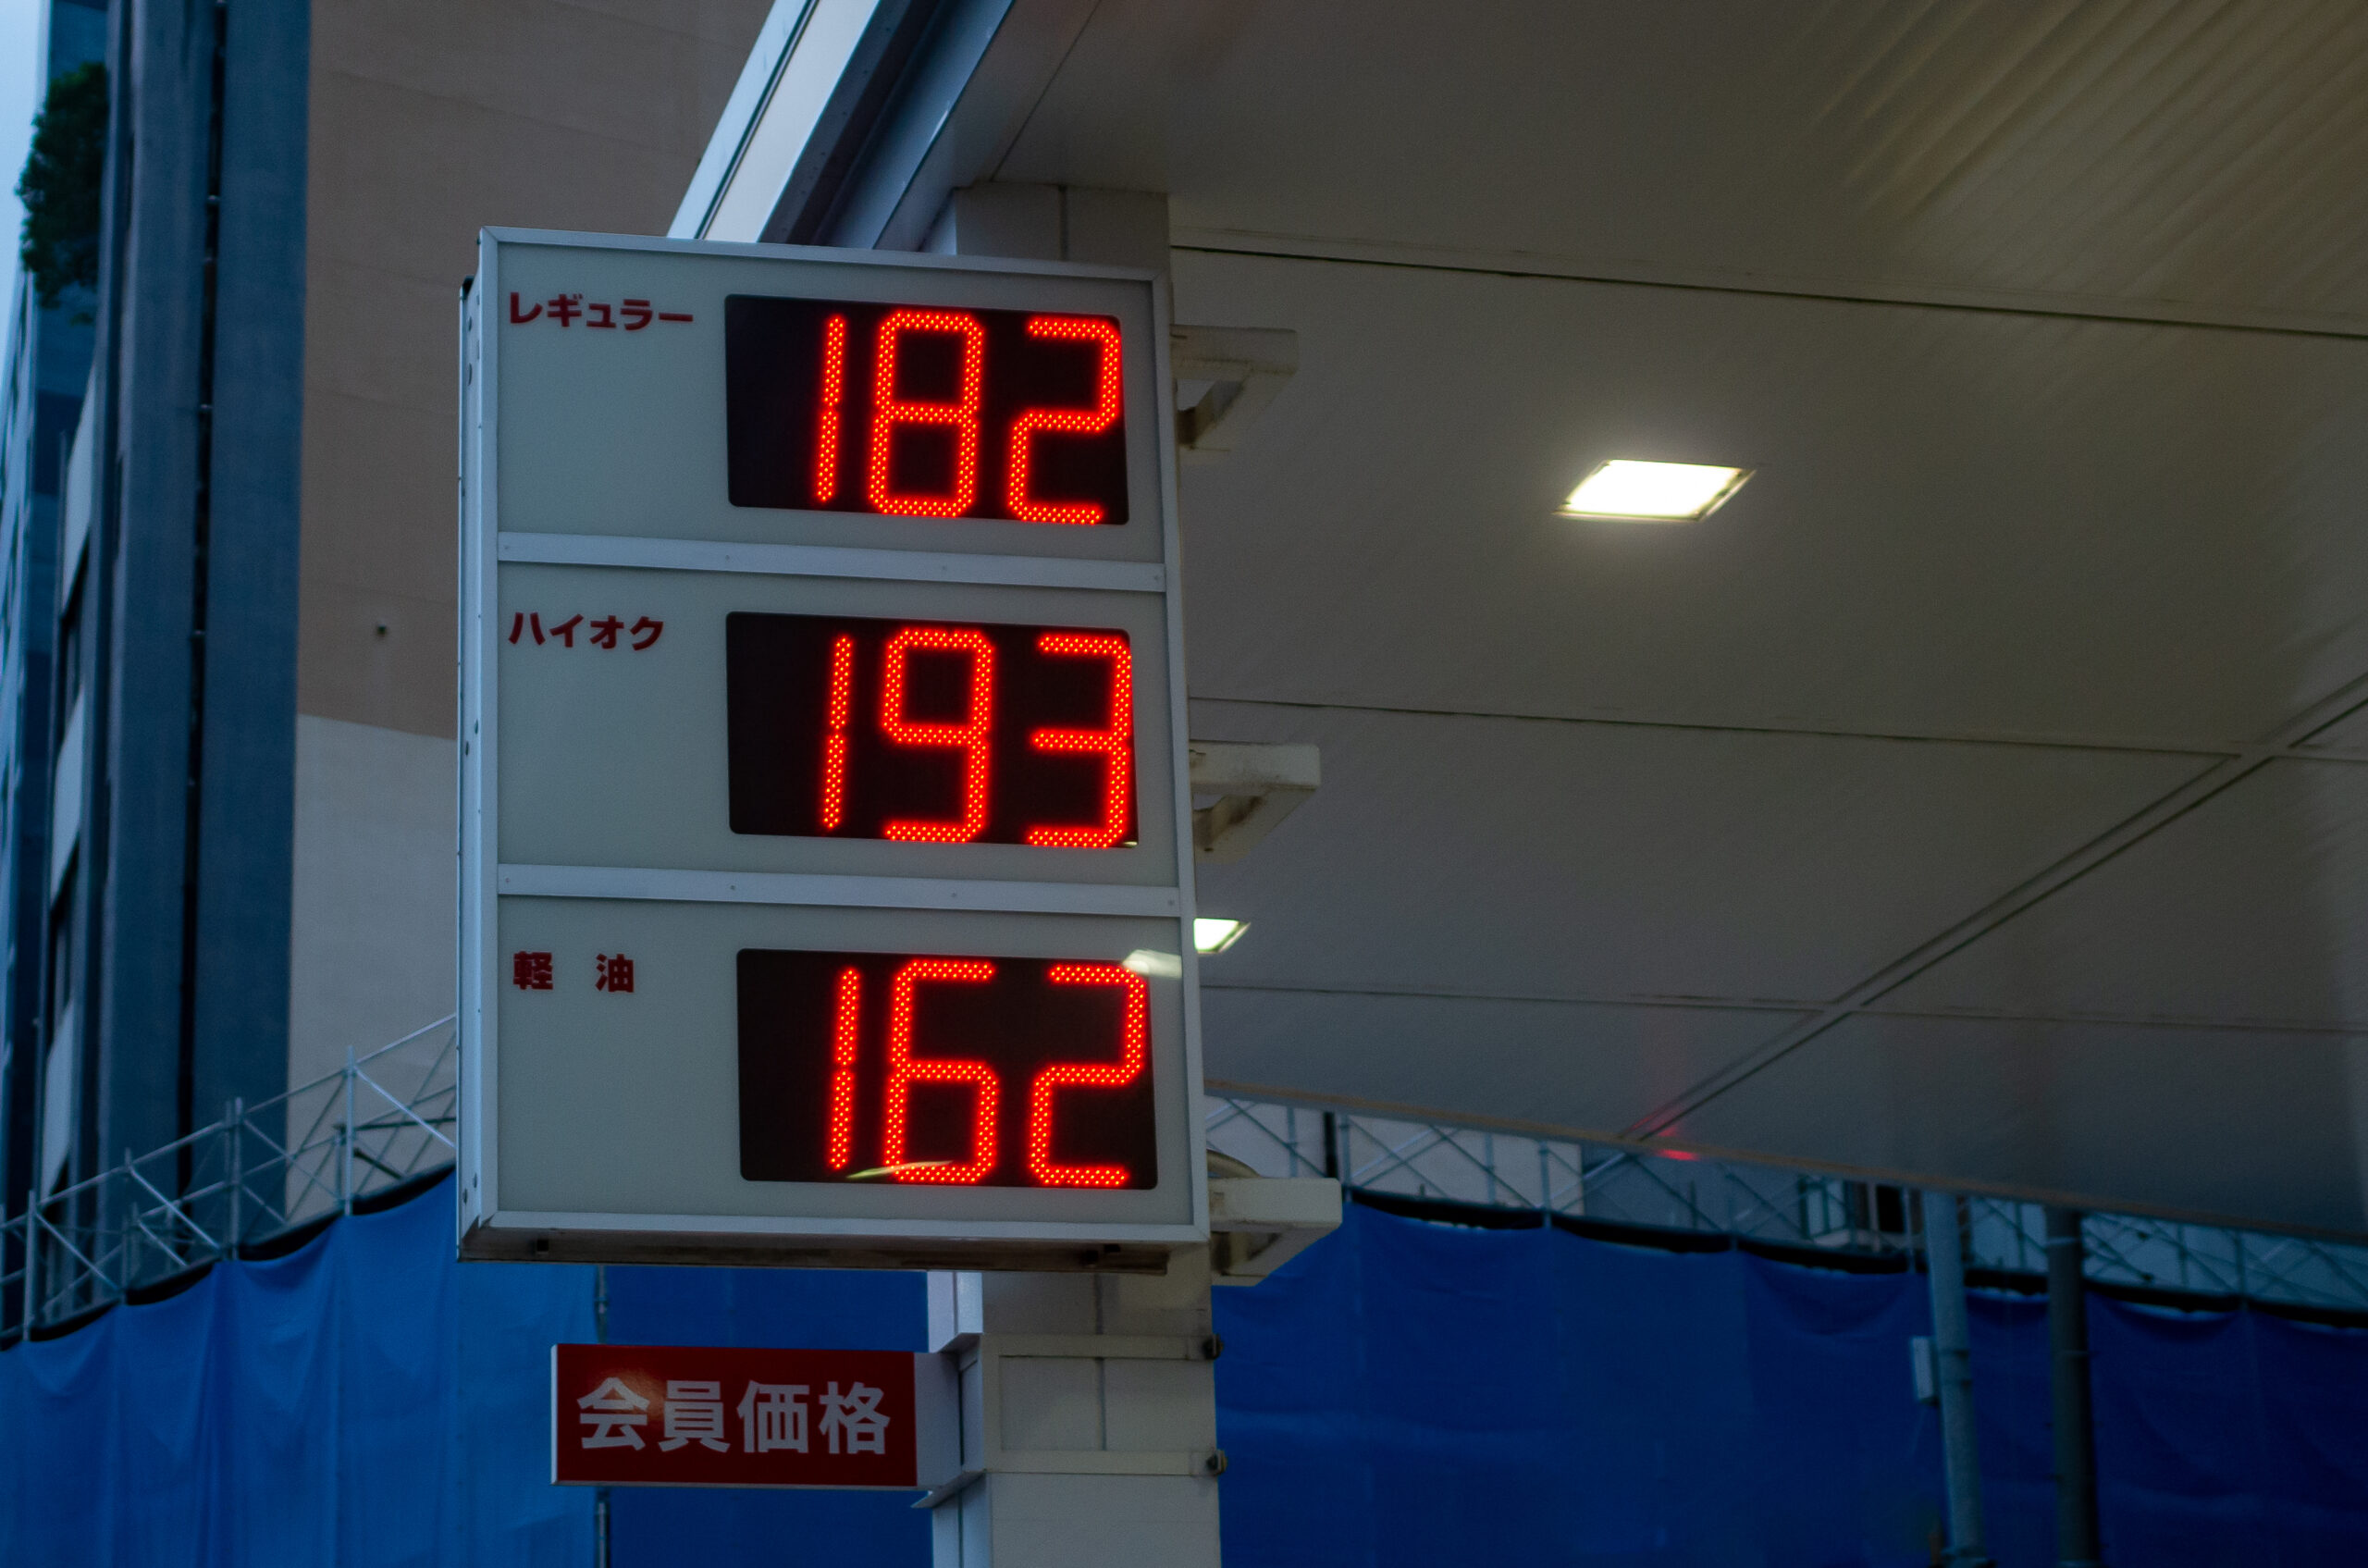 レギュラー 182
ハイオク 193
軽 油 162
会員価格